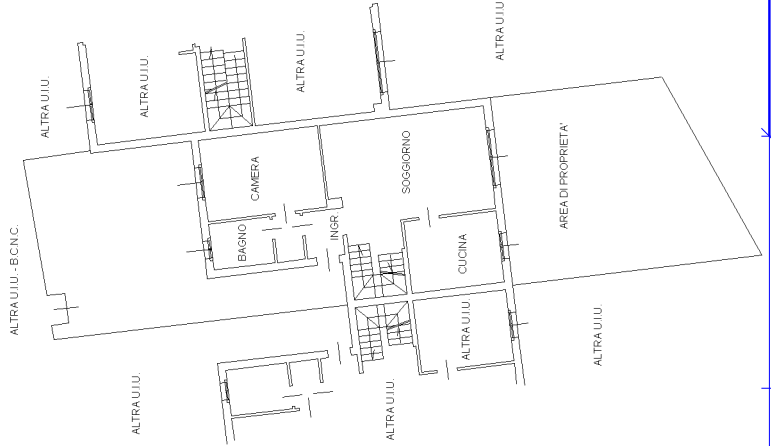 ALTRA U.I.U.
ALTRA U.I.U.
ALTRA U.I.U.
ALTRA U.I.U.
CAMERA
SOGGIORNO
AREA DI PROPRIETA'
BAGNO
INGR.
CUCINA
ALTRA U.I.U. - B.C.N.C.
ALTRA U.I.U.
ALTRA U.I.U.
ALTRA U.I.U.
ALTRA U.I.U.